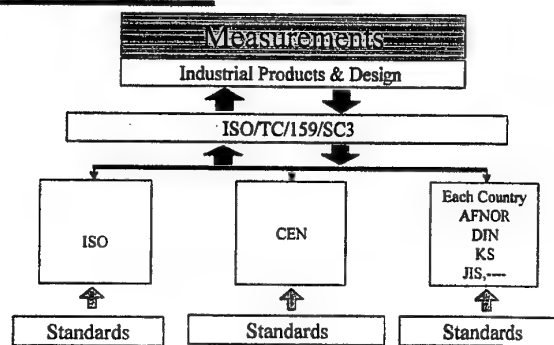 Measurements
Industrial Products & Design
ISO/TC/159/SC3
ISO
CEN
Each Country
AFNOR
DIN
KS
JIS,----
Standards
Standards
Standards